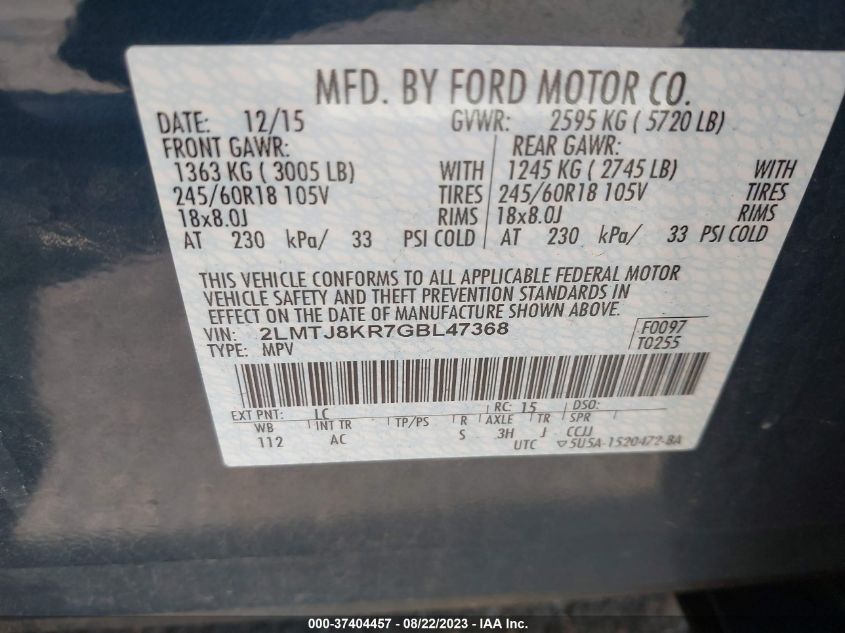 MFD. BY FORD MOTOR CO.
DATE: 12/15 GVWR: 2595 KG ( 5720 LB)
FRONT GAWR: REAR GAWR:
1363 KG ( 3005 LB) WITH 1245 KG ( 2745 LB) WITH
245/60R18 105V TIRES 245/60R18 105V TIRES
18x8.0J RIMS 18x8.0J RIMS
AT 230 kPa/ 33 PSI COLD AT 230 kPa/ 33 PSI COLD
THIS VEHICLE CONFORMS TO ALL APPLICABLE FEDERAL MOTOR
VEHICLE SAFETY AND THEFT PREVENTION STANDARDS IN
EFFECT ON THE DATE OF MANUFACTURE SHOWN ABOVE.
VIN: 2LMTJ8KR7GBL47368 F0097
TYPE: MPV T0255
EXT PNT: LC RC: 15 DSO:
WB INT TR TP/PS R AXLE TR SPR
112 AC S 3H J CCJJ
UTC ▽5U5A-1520472-BA
000-37404457 - 08/22/2023 - IAAI Inc.